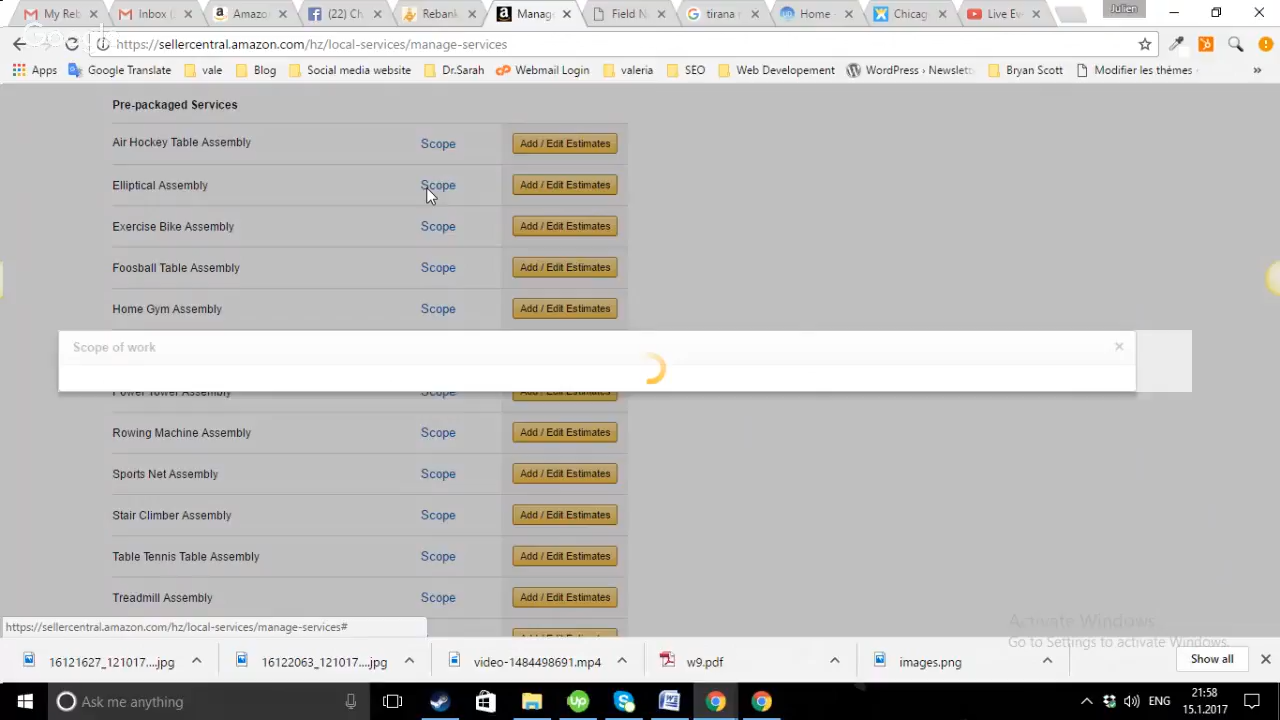 My Reb
Inbox (
Amazo
(22) Ch
Rebank
Manag
Field N
tirana
Home -
Chicag
Live Ev
Julien
https://sellercentral.amazon.com/hz/local-services/manage-services
Apps
Google Translate
vale
Blog
Social media website
Dr.Sarah
Webmail Login
valeria
SEO
Web Developement
WordPress › Newslett
Bryan Scott
Modifier les thèmes
»
Pre-packaged Services
Air Hockey Table Assembly Scope Add / Edit Estimates
Elliptical Assembly Scope Add / Edit Estimates
Exercise Bike Assembly Scope Add / Edit Estimates
Foosball Table Assembly Scope Add / Edit Estimates
Home Gym Assembly Scope Add / Edit Estimates
Scope of work
Power Tower Assembly Scope Add / Edit Estimates
Rowing Machine Assembly Scope Add / Edit Estimates
Sports Net Assembly Scope Add / Edit Estimates
Stair Climber Assembly Scope Add / Edit Estimates
Table Tennis Table Assembly Scope Add / Edit Estimates
Treadmill Assembly Scope Add / Edit Estimates
https://sellercentral.amazon.com/hz/local-services/manage-services#
Activate Windows
Go to Settings to activate Windows.
16121627_121017....jpg
16122063_121017....jpg
video-1484498691.mp4
w9.pdf
images.png
Show all
Ask me anything
ENG
21:58
15.1.2017